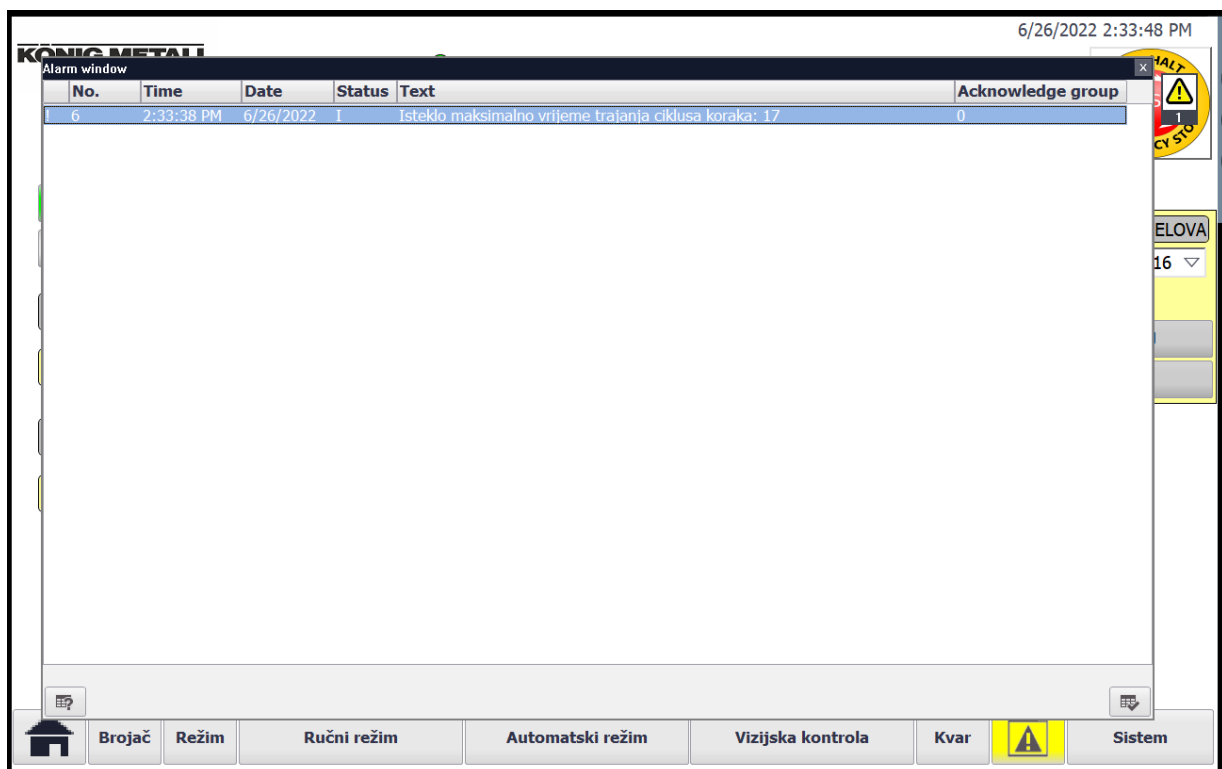 6/26/2022 2:33:48 PM
Alarm window
No. Time Date Status Text Acknowledge group
! 6 2:33:38 PM 6/26/2022 I Isteklo maksimalno vrijeme trajanja ciklusa koraka: 17 0
1
ELOVA
16
Brojač Režim Ručni režim Automatski režim Vizijska kontrola Kvar Sistem